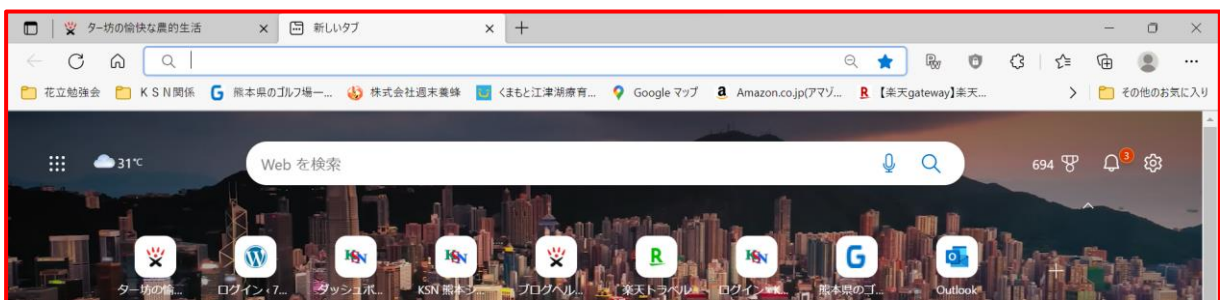 ター坊の愉快な農的生活
新しいタブ
花立勉強会
ＫＳＮ関係
G
熊本県のゴルフ場一...
株式会社週末養蜂
くまもと江津湖療育...
Google マップ
a
Amazon.co.jp(アマゾ...
R
【楽天gateway】楽天...
その他のお気に入り
31℃
Web を検索
694
3
KSN
KSN
R
KSN
G
ター坊の愉...
ログイン ‹ 7...
ダッシュボ...
KSN 熊本シ...
ブログヘル...
楽天トラベル
ログイン ‹ K...
熊本県のゴ...
Outlook